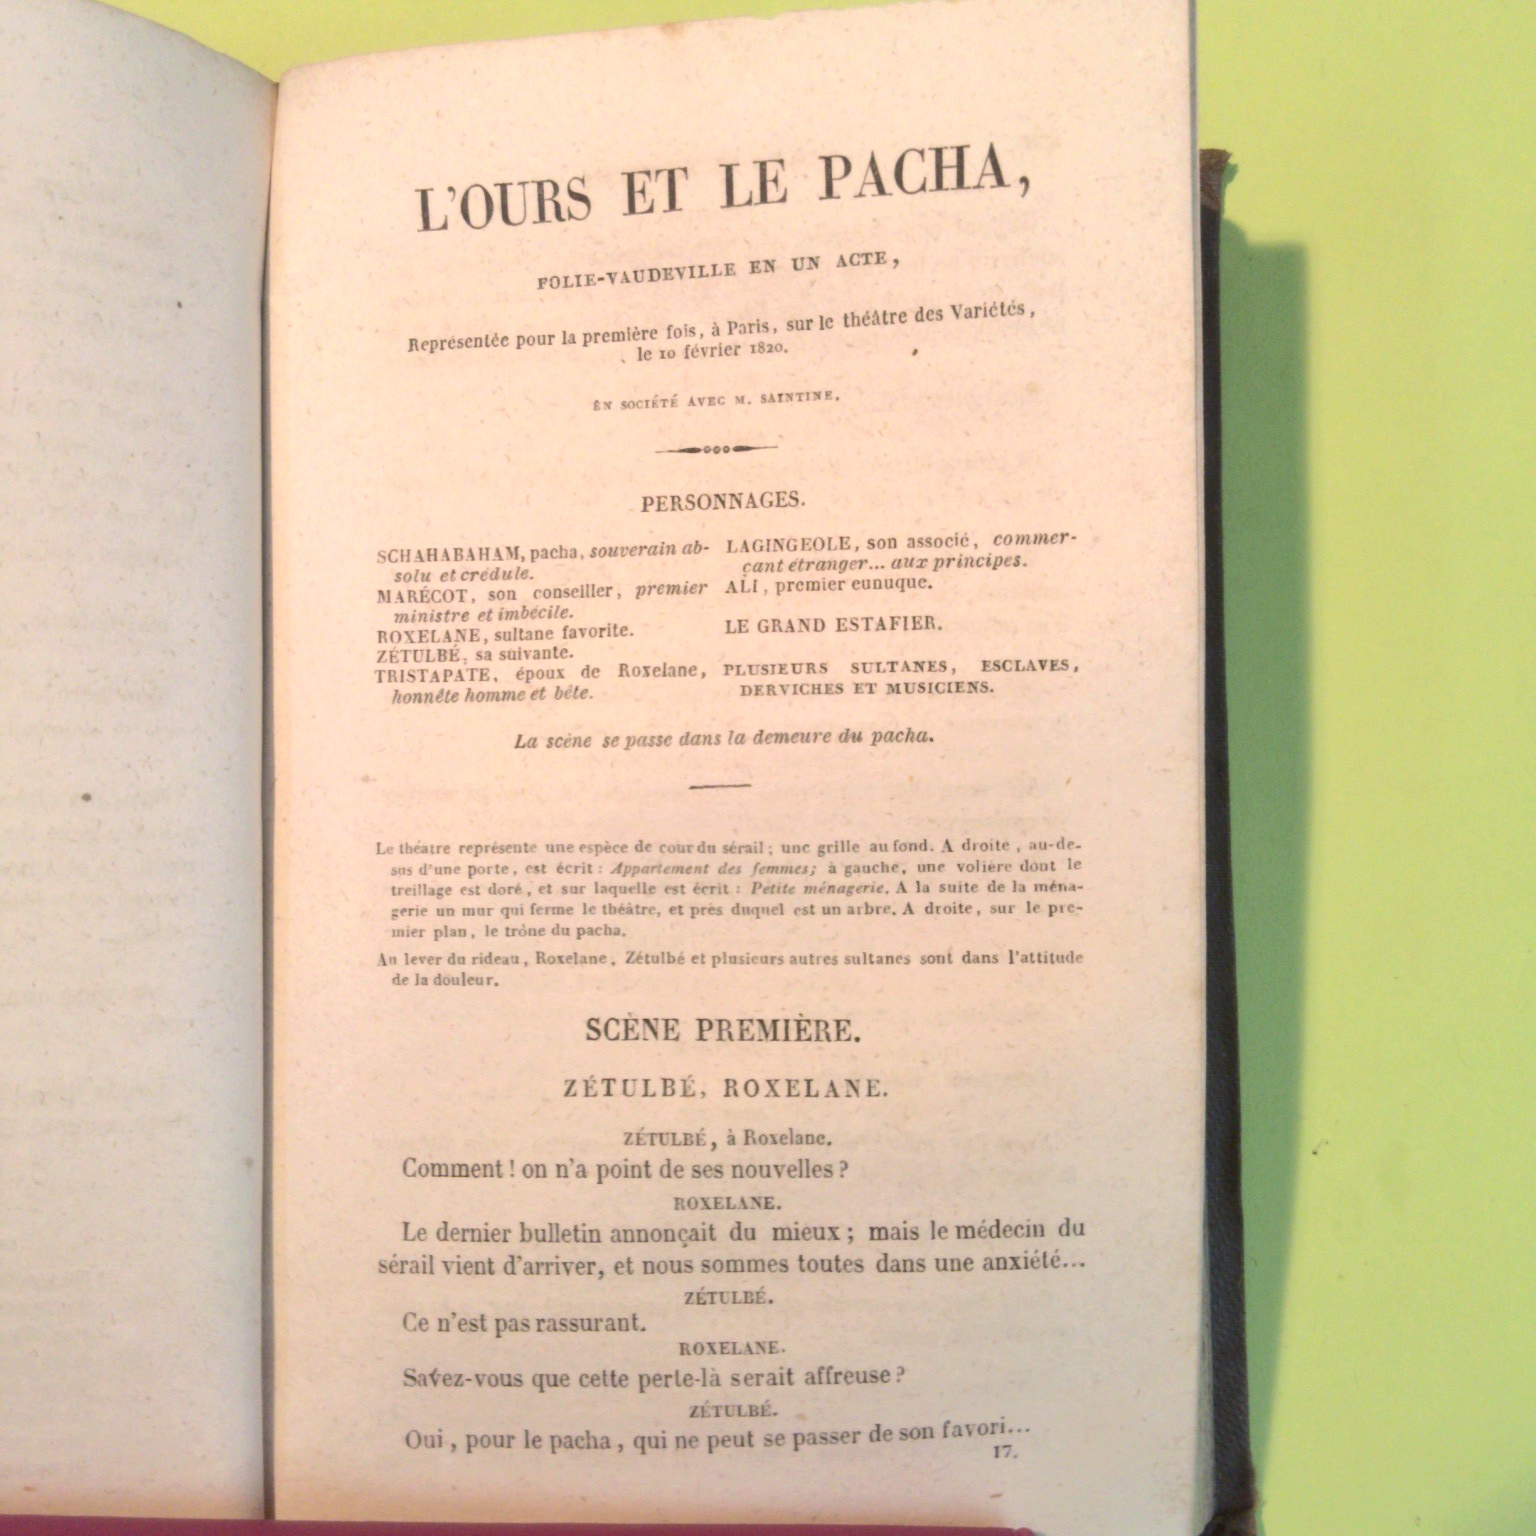 L'OURS ET LE PACHA,
FOLIE-VAUDEVILLE EN UN ACTE,
Représentée pour la première fois, à Paris, sur le théâtre des Variétés,
le 10 février 1820.
EN SOCIÉTÉ AVEC M. SAINTINE.
PERSONNAGES.
SCHAHABAHAM, pacha, souverain ab-
solu et crédule.
MARÉCOT, son conseiller, premier
ministre et imbécile.
ROXELANE, sultane favorite.
ZÉTULBÉ, sa suivante.
TRISTAPATE, époux de Roxelane,
honnête homme et bête.
LAGINGEOLE, son associé, commer-
çant étranger... aux principes.
ALI, premier eunuque.
LE GRAND ESTAFIER.
PLUSIEURS SULTANES, ESCLAVES,
DERVICHES ET MUSICIENS.
La scène se passe dans la demeure du pacha.
Le théatre représente une espèce de cour du sérail; une grille au fond. A droite, au-de-
sus d'une porte, est écrit : Appartement des femmes; à gauche, une volière dont le
treillage est doré, et sur laquelle est écrit : Petite ménagerie. A la suite de la ména-
gerie un mur qui ferme le théâtre, et près duquel est un arbre. A droite, sur le pre-
mier plan, le trône du pacha.
Au lever du rideau, Roxelane, Zétulbé et plusieurs autres sultanes sont dans l'attitude
de la douleur.
SCÈNE PREMIÈRE.
ZÉTULBÉ, ROXELANE.
ZÉTULBÉ, à Roxelane.
Comment! on n'a point de ses nouvelles?
ROXELANE.
Le dernier bulletin annonçait du mieux; mais le médecin du
sérail vient d'arriver, et nous sommes toutes dans une anxiété...
ZÉTULBÉ.
Ce n'est pas rassurant.
ROXELANE.
Savez-vous que cette perte-là serait affreuse?
ZÉTULBÉ.
Oui, pour le pacha, qui ne peut se passer de son favori...
17.